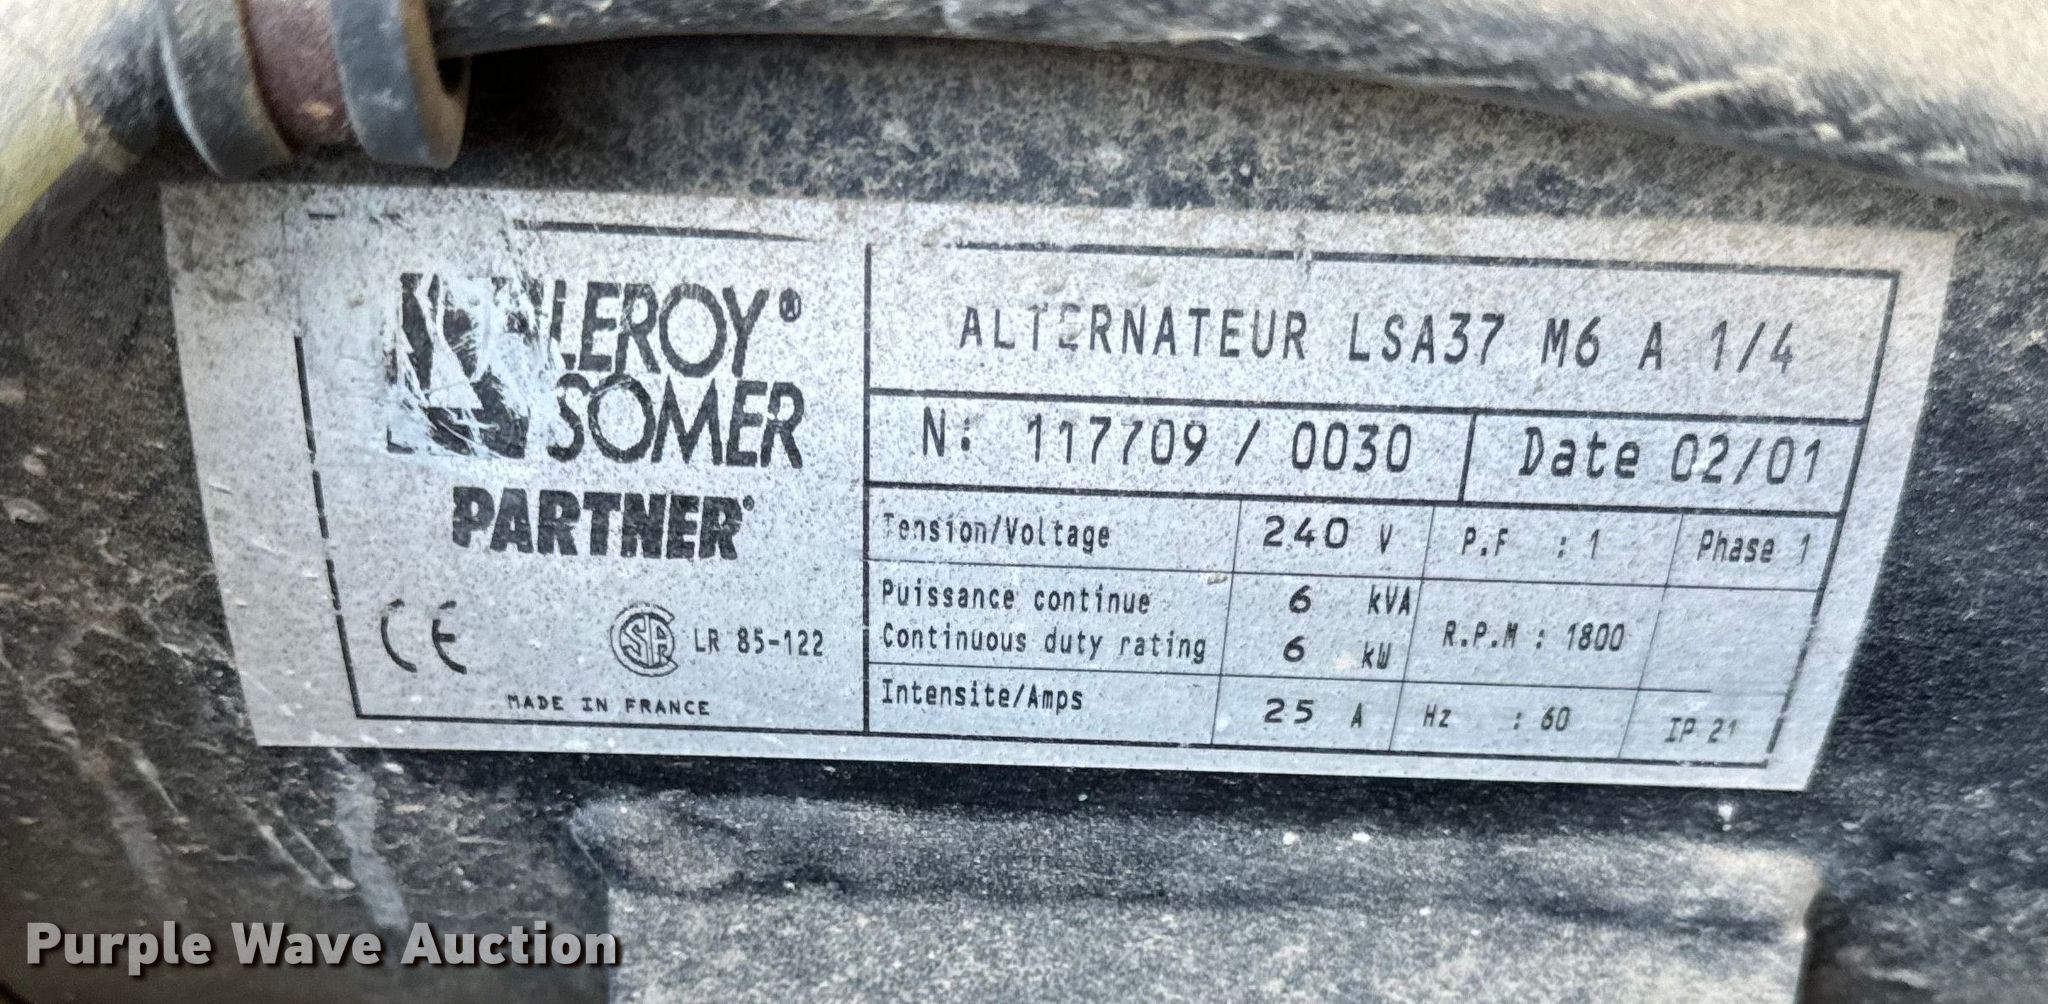 LEROY®
SOMER
PARTNER®
CE
SA LR 85-122
MADE IN FRANCE
ALTERNATEUR LSA37 M6 A 1/4
N: 117709 / 0030 Date 02/01
Tension/Voltage 240 V P.F : 1 Phase 1
Puissance continue 6 kVA
Continuous duty rating 6 kW R.P.M : 1800
Intensite/Amps 25 A Hz : 60 IP 21
Purple Wave Auction